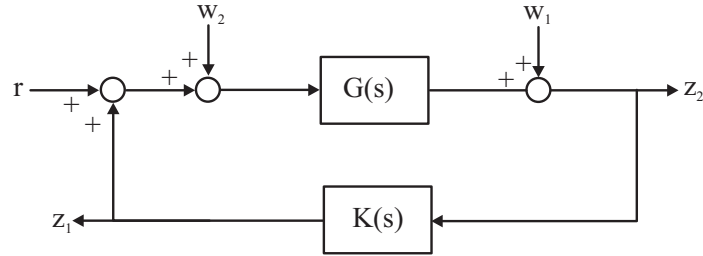 w₂
w₁
+
+
r
+
+
G(s)
+
+
z₂
+
z₁
K(s)